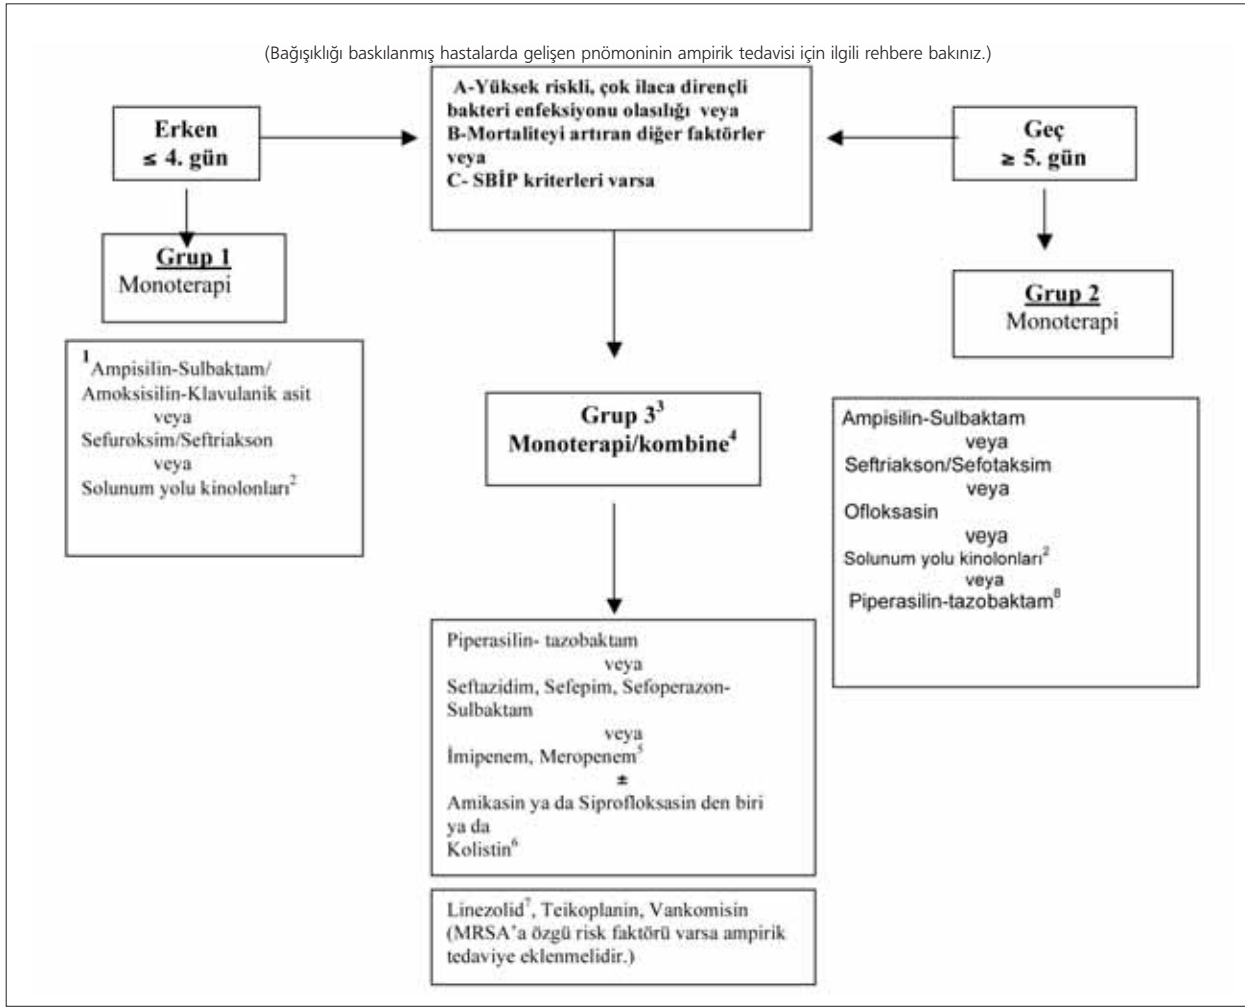 (Bağışıklığı baskılanmış hastalarda gelişen pnömoninin ampirik tedavisi için ilgili rehbere bakınız.)
Erken
≤ 4. gün
A-Yüksek riskli, çok ilaca dirençli
bakteri enfeksiyonu olasılığı veya
B-Mortaliteyi artıran diğer faktörler
veya
C- SBİP kriterleri varsa
Geç
≥ 5. gün
Grup 1
Monoterapi
1Ampisilin-Sulbaktam/
Amoksisilin-Klavulanik asit
veya
Sefuroksim/Seftriakson
veya
Solunum yolu kinolonları2
Grup 33
Monoterapi/kombine4
Piperasilin- tazobaktam
veya
Seftazidim, Sefepim, Sefoperazon-
Sulbaktam
veya
İmipenem, Meropenem5
±
Amikasin ya da Siprofloksasin den biri
ya da
Kolistin6
Linezolid7, Teikoplanin, Vankomisin
(MRSA'a özgü risk faktörü varsa ampirik
tedaviye eklenmelidir.)
Grup 2
Monoterapi
Ampisilin-Sulbaktam
veya
Seftriakson/Sefotaksim
veya
Ofloksasin
veya
Solunum yolu kinolonları2
veya
Piperasilin-tazobaktam8